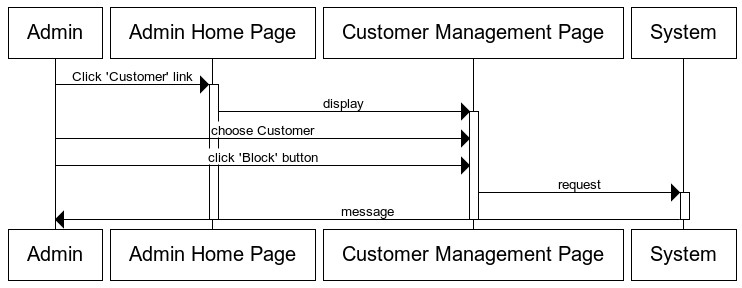 Admin
Admin Home Page
Customer Management Page
System
Click 'Customer' link
display
choose Customer
click 'Block' button
request
message
Admin
Admin Home Page
Customer Management Page
System